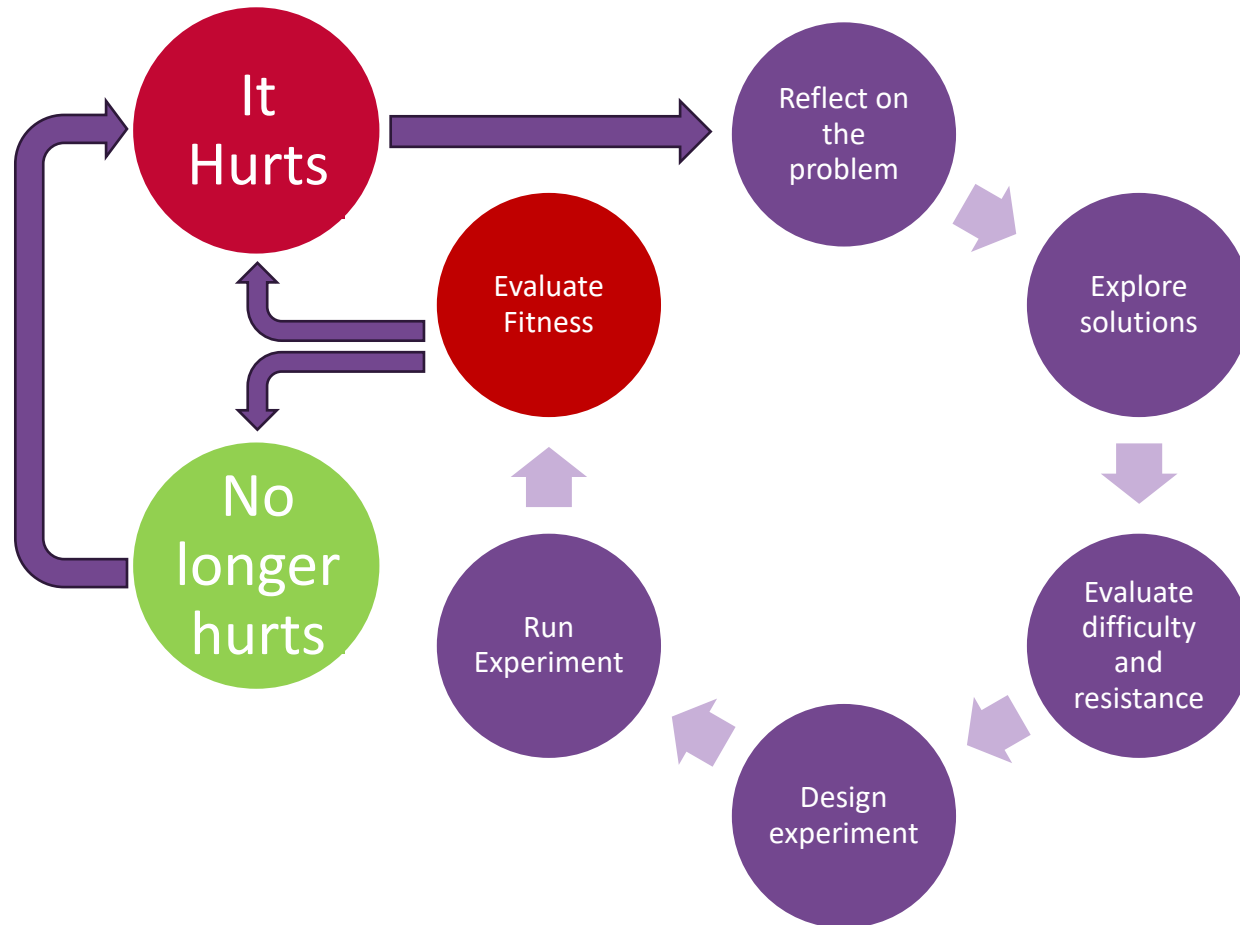 It
Hurts
Reflect on
the
problem
Explore
solutions
Evaluate
difficulty
and
resistance
Design
experiment
Run
Experiment
Evaluate
Fitness
No
longer
hurts